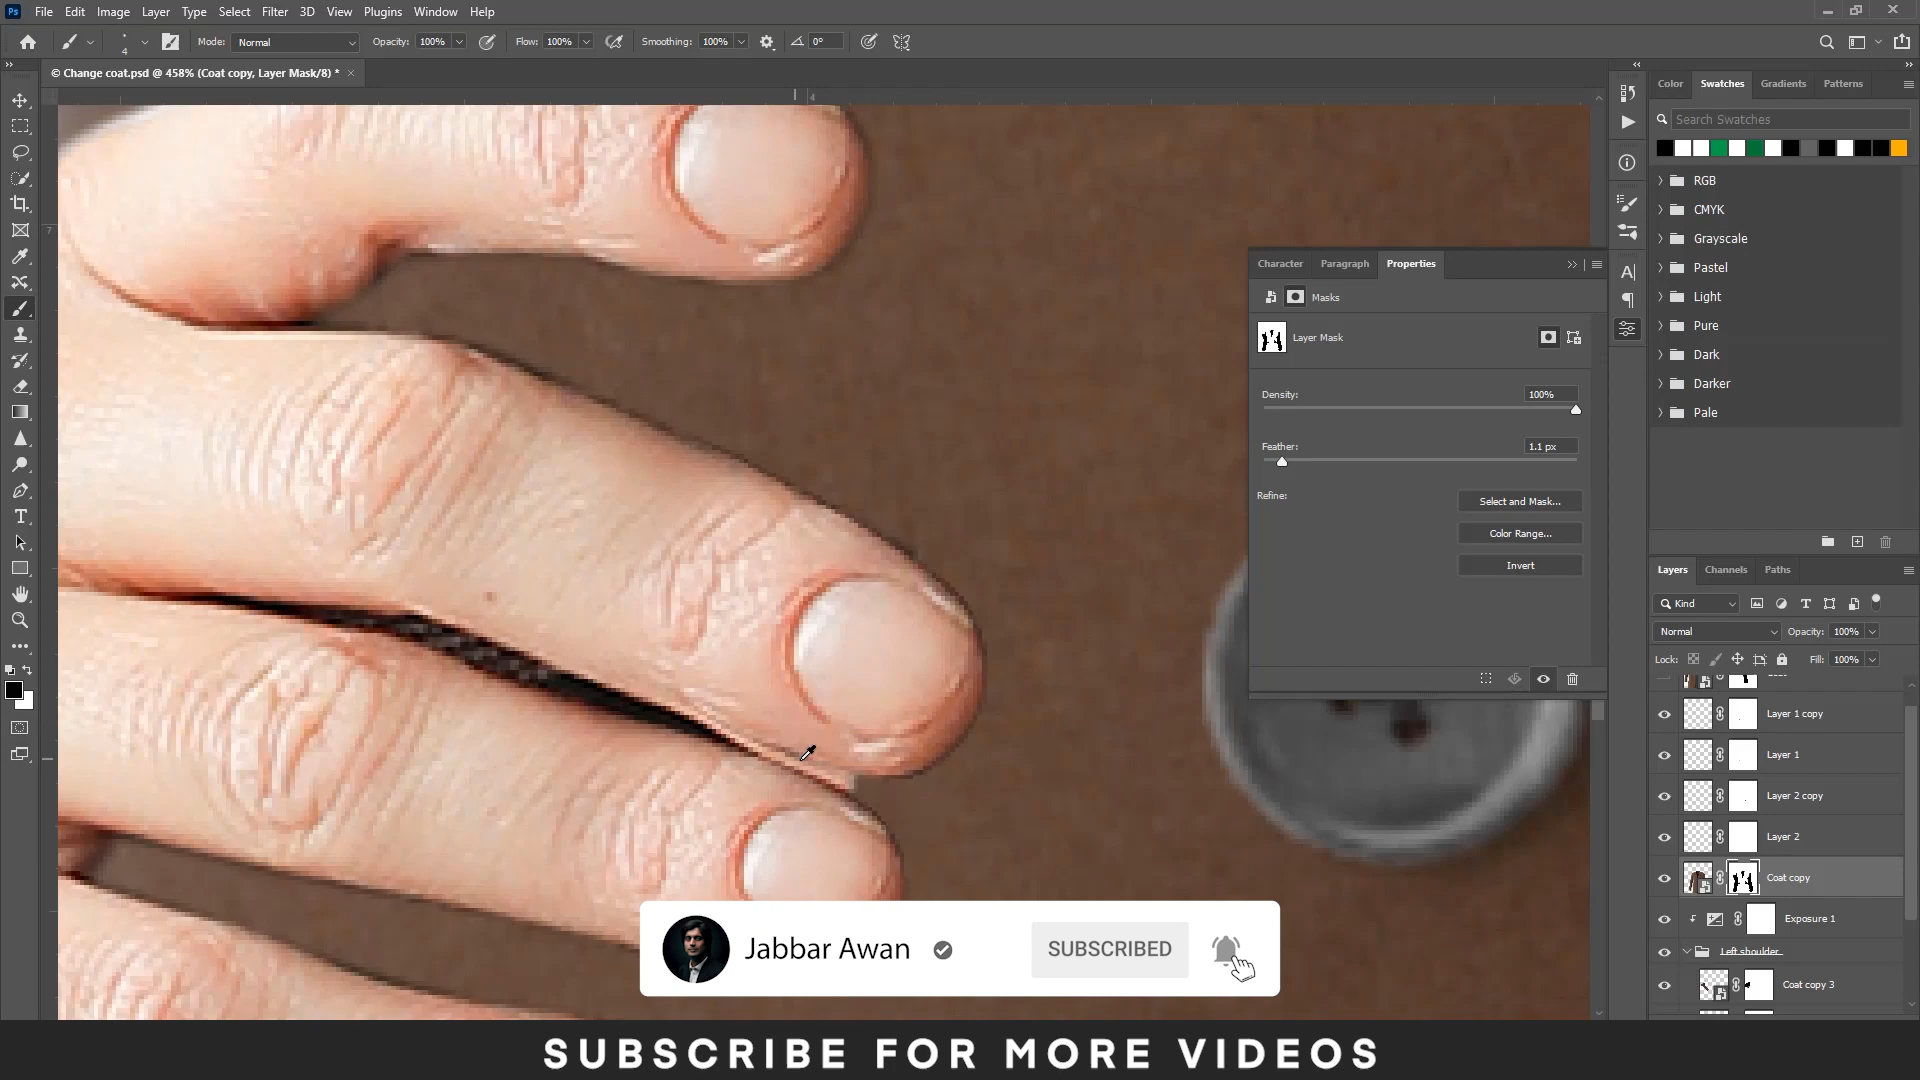 Ps File Edit Image Layer Type Select Filter 3D View Plugins Window Help
4 Mode: Normal Opacity: 100% Flow: 100% Smoothing: 100% 0°
© Change coat.psd @ 458% (Coat copy, Layer Mask/8) * ×
4
7
Color Swatches Gradients Patterns
Search Swatches
RGB
CMYK
Grayscale
Pastel
Light
Pure
Dark
Darker
Pale
Character Paragraph Properties
Masks
Layer Mask
Density: 100%
Feather: 1.1 px
Refine: Select and Mask...
Color Range...
Invert
Layers Channels Paths
Kind
Normal Opacity: 100%
Lock: Fill: 100%
Layer 1 copy
Layer 1
Layer 2 copy
Layer 2
Coat copy
Exposure 1
Left shoulder
Coat copy 3
Jabbar Awan SUBSCRIBED
SUBSCRIBE FOR MORE VIDEOS